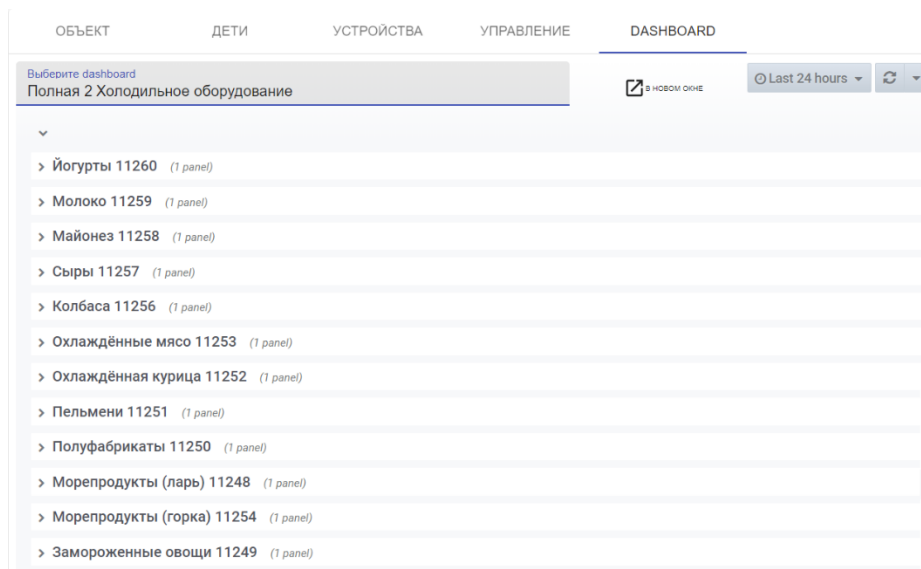 ОБЪЕКТ ДЕТИ УСТРОЙСТВА УПРАВЛЕНИЕ DASHBOARD
Выберите dashboard
Полная 2 Холодильное оборудование
В НОВОМ ОКНЕ
Last 24 hours
Йогурты 11260 (1 panel)
Молоко 11259 (1 panel)
Майонез 11258 (1 panel)
Сыры 11257 (1 panel)
Колбаса 11256 (1 panel)
Охлаждённые мясо 11253 (1 panel)
Охлаждённая курица 11252 (1 panel)
Пельмени 11251 (1 panel)
Полуфабрикаты 11250 (1 panel)
Морепродукты (ларь) 11248 (1 panel)
Морепродукты (горка) 11254 (1 panel)
Замороженные овощи 11249 (1 panel)